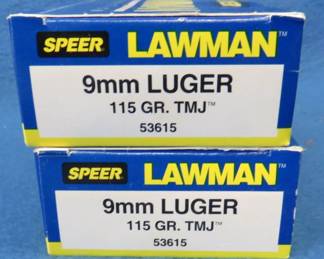 SPEER LAWMAN™
9mm LUGER
115 GR. TMJ™
53615
SPEER LAWMAN™
9mm LUGER
115 GR. TMJ™
53615